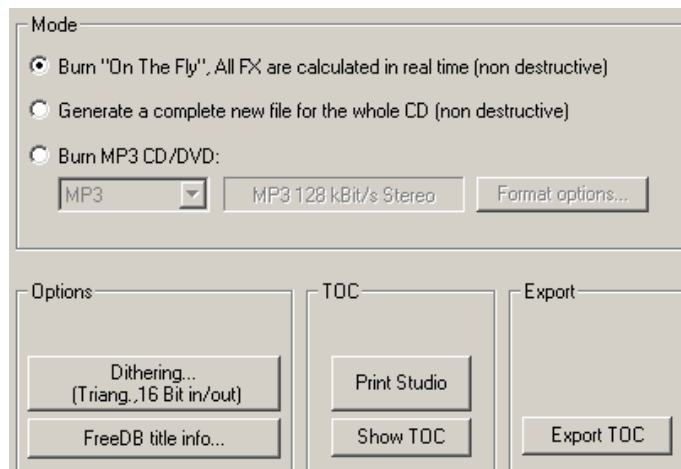 Mode
Burn "On The Fly", All FX are calculated in real time (non destructive)
Generate a complete new file for the whole CD (non destructive)
Burn MP3 CD/DVD:
MP3
MP3 128 kBit/s Stereo
Format options...
Options
TOC
Export
Dithering...
(Triang.,16 Bit in/out)
Print Studio
FreeDB title info...
Show TOC
Export TOC